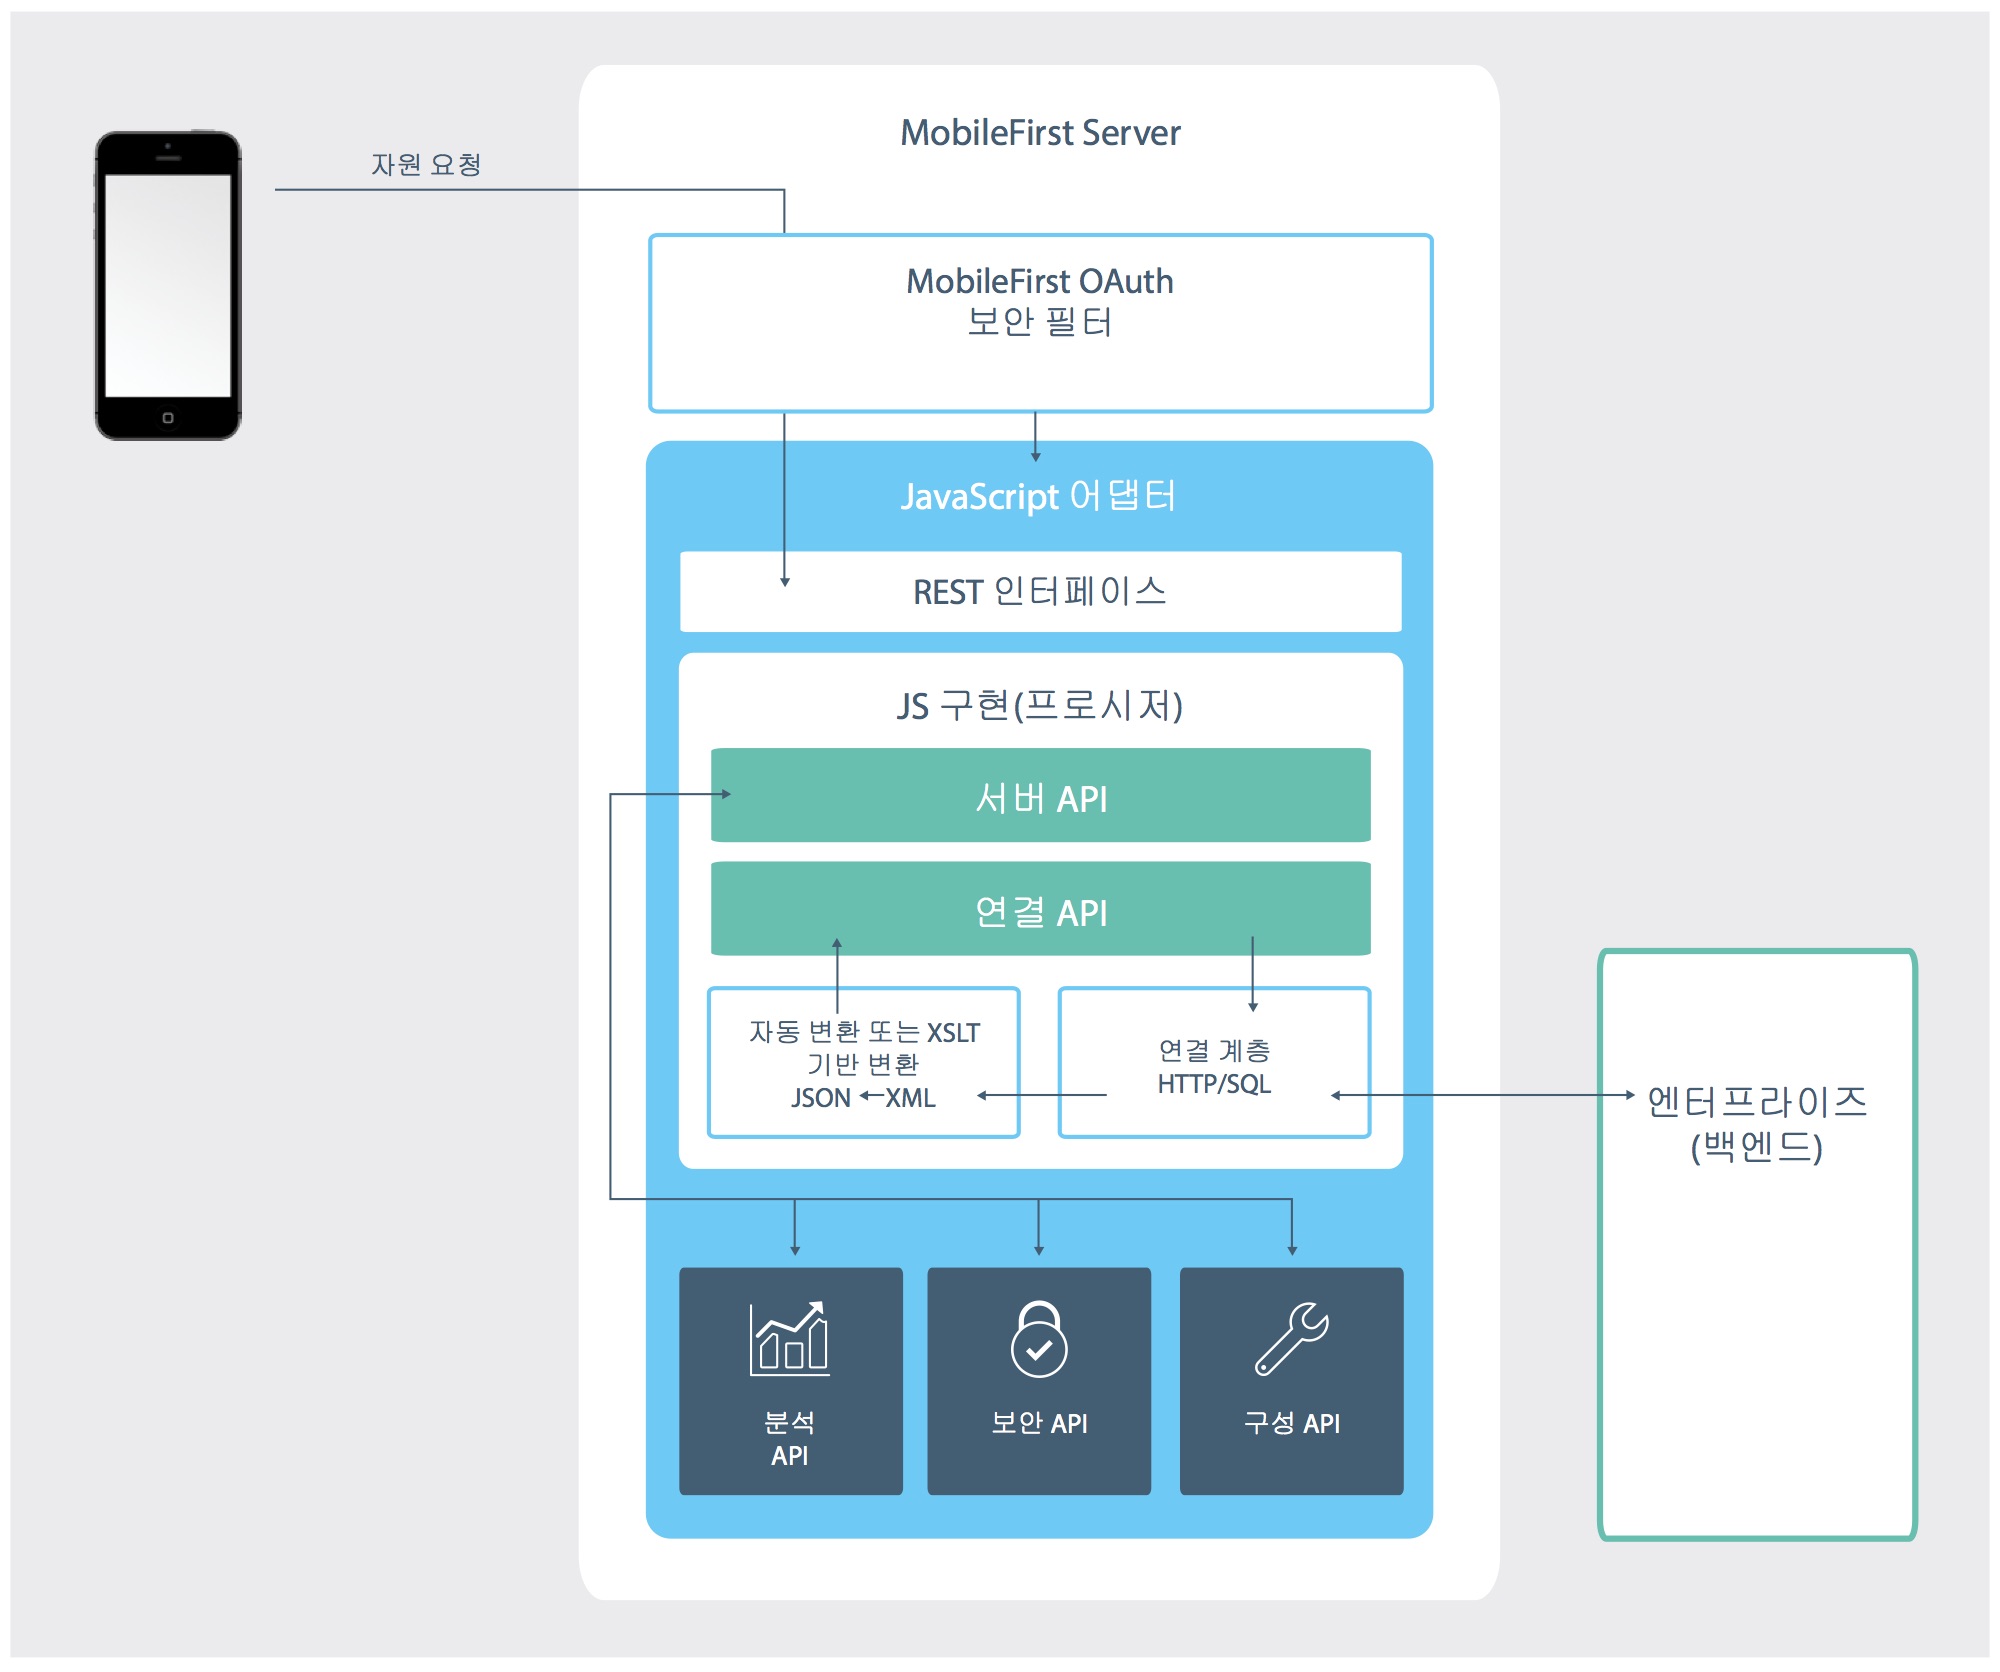 MobileFirst Server
자원 요청
MobileFirst OAuth
보안 필터
JavaScript 어댑터
REST 인터페이스
JS 구현(프로시저)
서버 API
연결 API
자동 변환 또는 XSLT
기반 변환
JSON ←XML
연결 계층
HTTP/SQL
엔터프라이즈
(백엔드)
분석
API
보안 API
구성 API